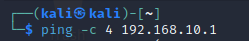 ┌──(kali㉿kali)-[~]
└─$ ping -c 4 192.168.10.1